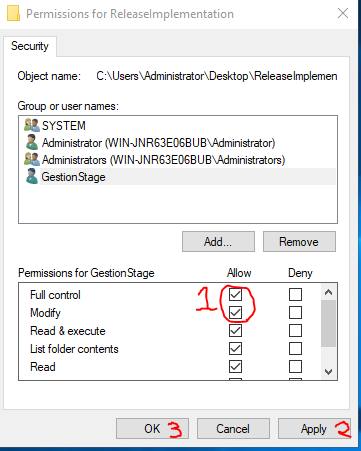 Permissions for ReleaseImplementation
Security
Object name: C:\Users\Administrator\Desktop\ReleaseImplemen
Group or user names:
SYSTEM
Administrator (WIN-JNR63E06BUB\Administrator)
Administrators (WIN-JNR63E06BUB\Administrators)
GestionStage
Add... Remove
Permissions for GestionStage Allow Deny
Full control 1
Modify
Read & execute
List folder contents
Read
OK 3 Cancel Apply 2